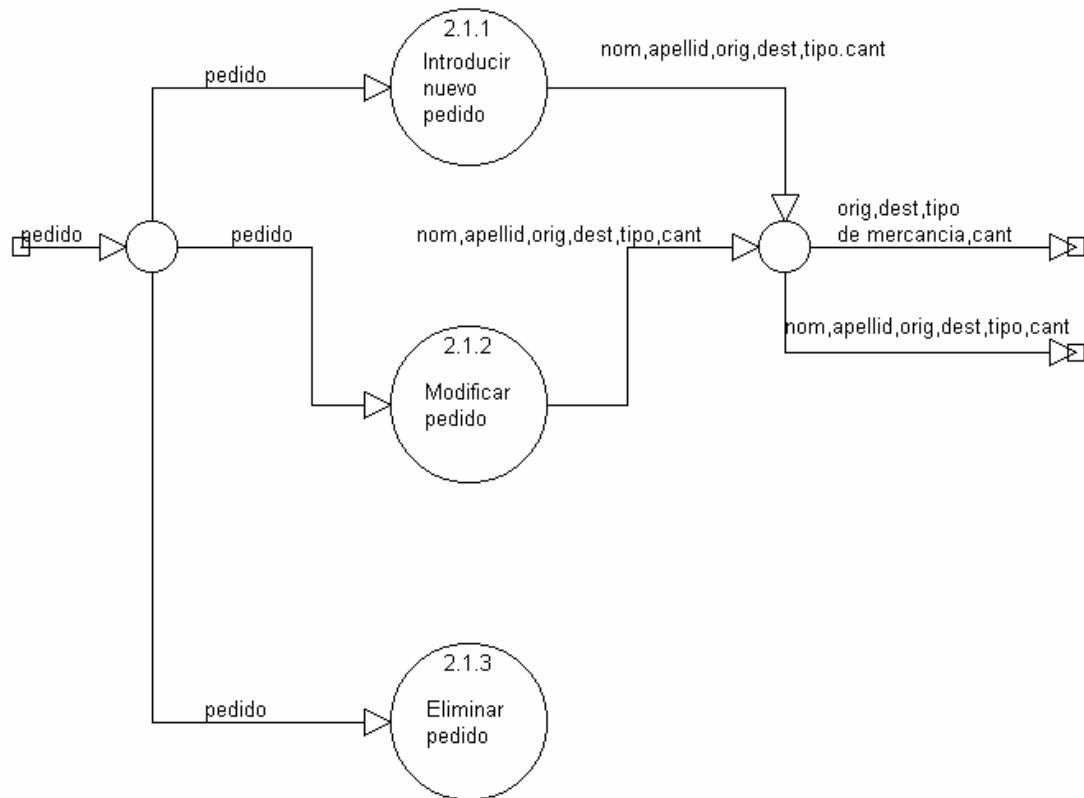 2.1.1
Introducir
nuevo
pedido
nom,apellid,orig,dest,tipo.cant
pedido
pedido
pedido
nom,apellid,orig,dest,tipo,cant
orig,dest,tipo
de mercancia,cant
nom,apellid,orig,dest,tipo,cant
2.1.2
Modificar
pedido
2.1.3
Eliminar
pedido
pedido